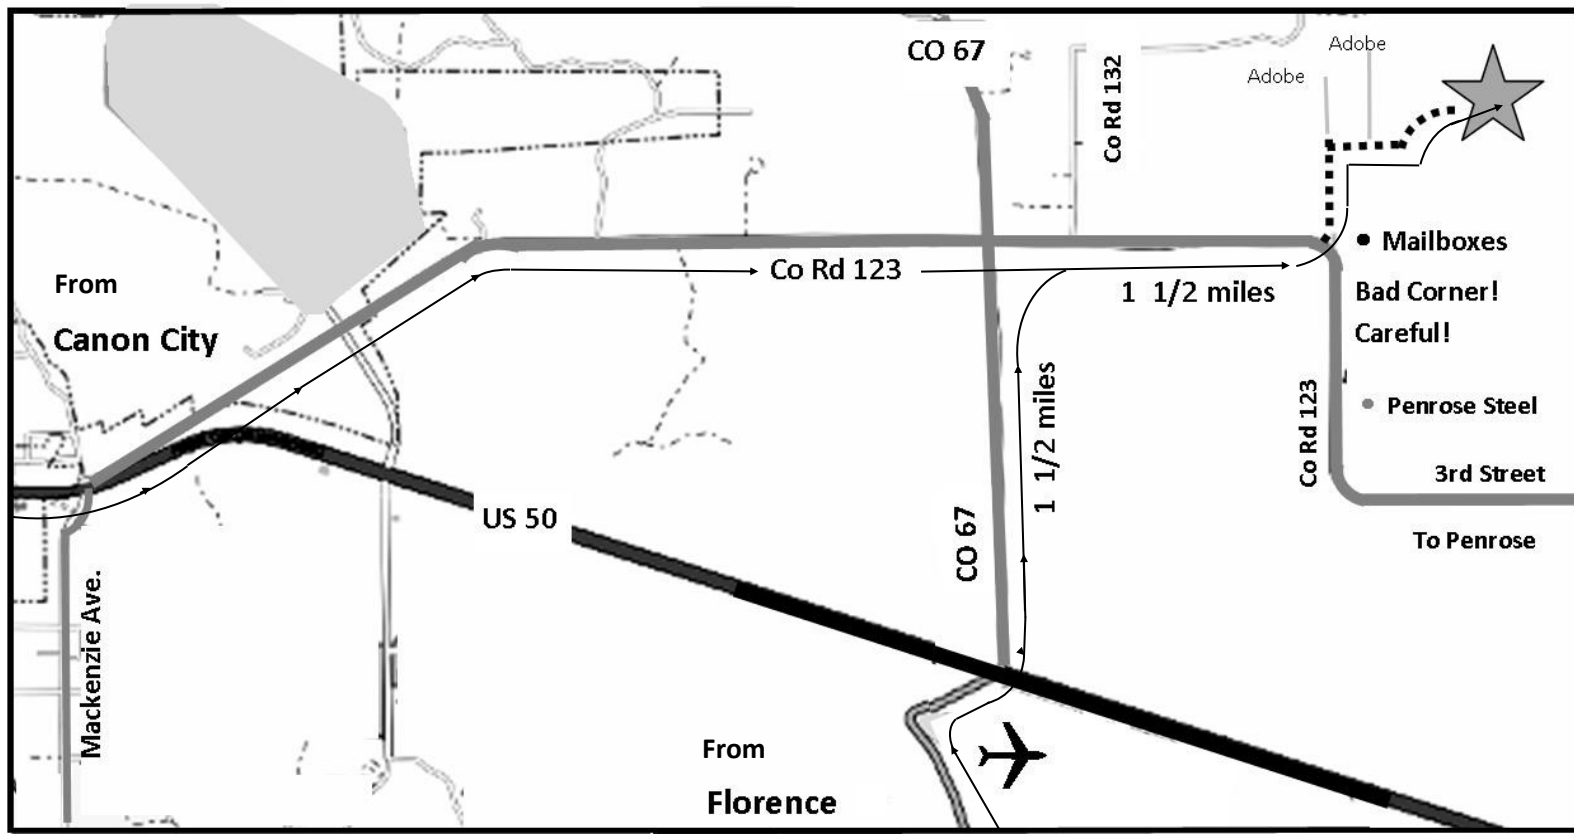 CO 67
Adobe
Adobe
Co Rd 132
Mailboxes
From
Canon City
Co Rd 123
1 1/2 miles
Bad Corner!
Careful!
1 1/2 miles
Co Rd 123
Penrose Steel
3rd Street
US 50
CO 67
To Penrose
Mackenzie Ave.
From
Florence